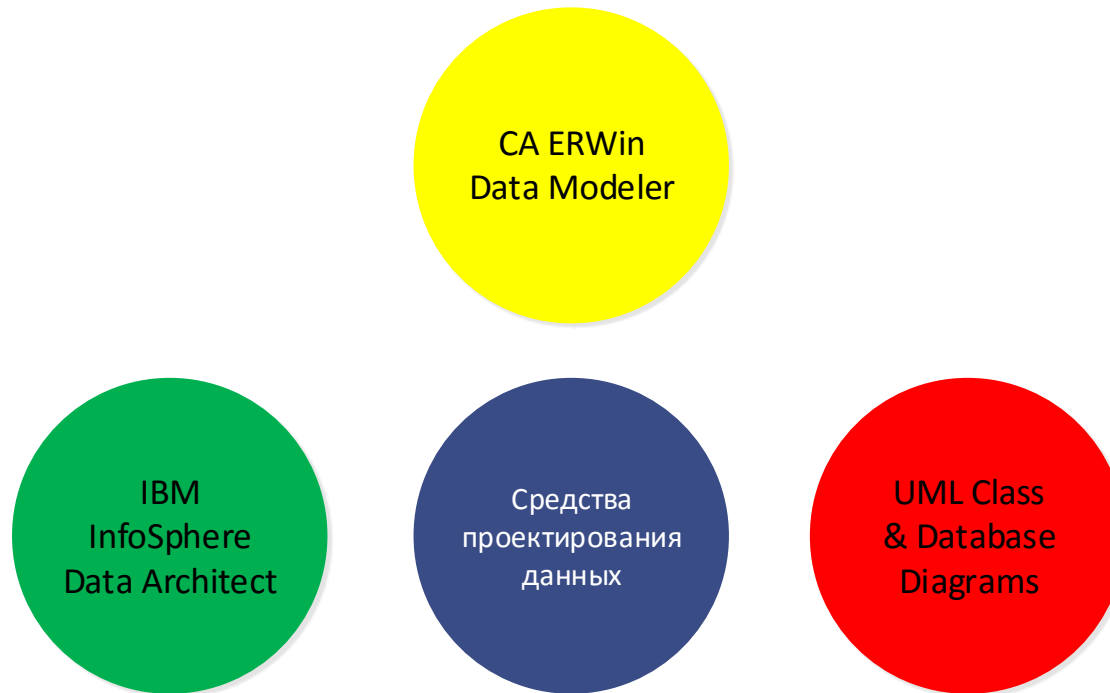 CA ERWin
Data Modeler
IBM
InfoSphere
Data Architect
Средства
проектирования
данных
UML Class
& Database
Diagrams